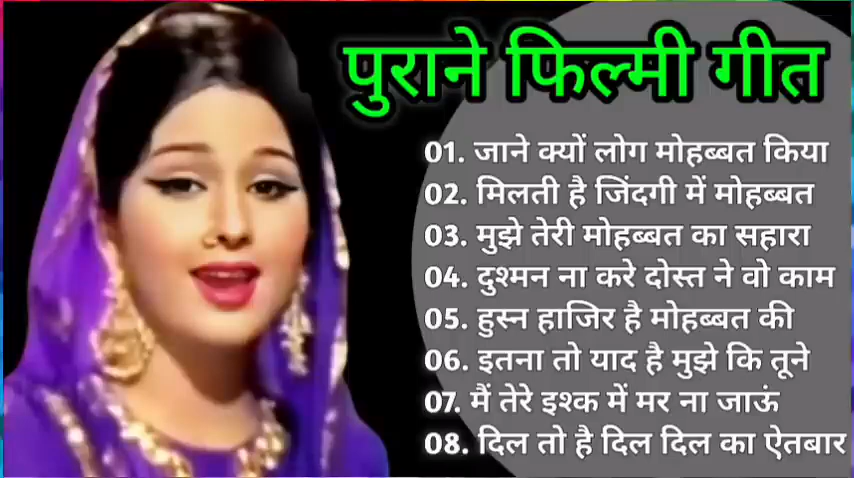 पुराने फिल्मी गीत
01. जाने क्यों लोग मोहब्बत किया
02. मिलती है जिंदगी में मोहब्बत
03. मुझे तेरी मोहब्बत का सहारा
04. दुश्मन ना करे दोस्त ने वो काम
05. हुस्न हाजिर है मोहब्बत की
06. इतना तो याद है मुझे कि तूने
07. मैं तेरे इश्क में मर ना जाऊं
08. दिल तो है दिल दिल का ऐतबार